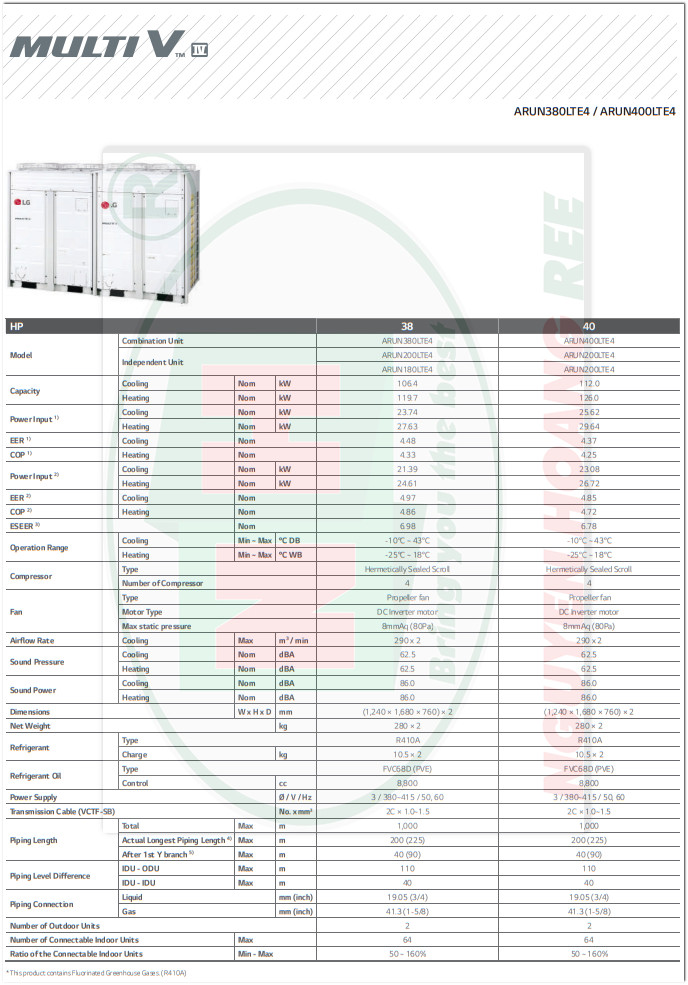 MULTI V™ IV
ARUN380LTE4 / ARUN400LTE4
LG
MULTI V
LG
MULTI V
HP 38 40
Model Combination Unit ARUN380LTE4 ARUN400LTE4
Independent Unit ARUN200LTE4 ARUN200LTE4
ARUN180LTE4 ARUN200LTE4
Capacity Cooling Nom kW 106.4 112.0
Heating Nom kW 119.7 126.0
Power Input 1) Cooling Nom kW 23.74 25.62
Heating Nom kW 27.63 29.64
EER 1) Cooling Nom 4.48 4.37
COP 1) Heating Nom 4.33 4.25
Power Input 2) Cooling Nom kW 21.39 23.08
Heating Nom kW 24.61 26.72
EER 2) Cooling Nom 4.97 4.85
COP 2) Heating Nom 4.86 4.72
ESEER 3) Nom 6.98 6.78
Operation Range Cooling Min ~ Max °C DB -10°C ~ 43°C -10°C ~ 43°C
Heating Min ~ Max °C WB -25°C ~ 18°C -25°C ~ 18°C
Compressor Type Hermetically Sealed Scroll Hermetically Sealed Scroll
Number of Compressor 4 4
Fan Type Propeller fan Propeller fan
Motor Type DC Inverter motor DC Inverter motor
Max static pressure 8mmAq (80Pa) 8mmAq (80Pa)
Airflow Rate Cooling Max m³ / min 290 x 2 290 x 2
Sound Pressure Cooling Nom dBA 62.5 62.5
Heating Nom dBA 62.5 62.5
Sound Power Cooling Nom dBA 86.0 86.0
Heating Nom dBA 86.0 86.0
Dimensions W x H x D mm (1,240 × 1,680 × 760) × 2 (1,240 × 1,680 × 760) × 2
Net Weight kg 280 × 2 280 × 2
Refrigerant Type R410A R410A
Charge kg 10.5 × 2 10.5 × 2
Refrigerant Oil Type FVC68D (PVE) FVC68D (PVE)
Control cc 8,800 8,800
Power Supply Ø / V / Hz 3 / 380~415 / 50, 60 3 / 380~415 / 50, 60
Transmission Cable (VCTF-SB) No. x mm² 2C × 1.0~1.5 2C × 1.0~1.5
Piping Length Total Max m 1,000 1,000
Actual Longest Piping Length 4) Max m 200 (225) 200 (225)
After 1st Y branch 5) Max m 40 (90) 40 (90)
Piping Level Difference IDU - ODU Max m 110 110
IDU - IDU Max m 40 40
Piping Connection Liquid mm (inch) 19.05 (3/4) 19.05 (3/4)
Gas mm (inch) 41.3 (1-5/8) 41.3 (1-5/8)
Number of Outdoor Units 2 2
Number of Connectable Indoor Units Max 64 64
Ratio of the Connectable Indoor Units Min - Max 50 ~ 160% 50 ~ 160%
* This product contains Fluorinated Greenhouse Gases. (R410A)
®
Bring you the best
NGUYEN HOANG REE